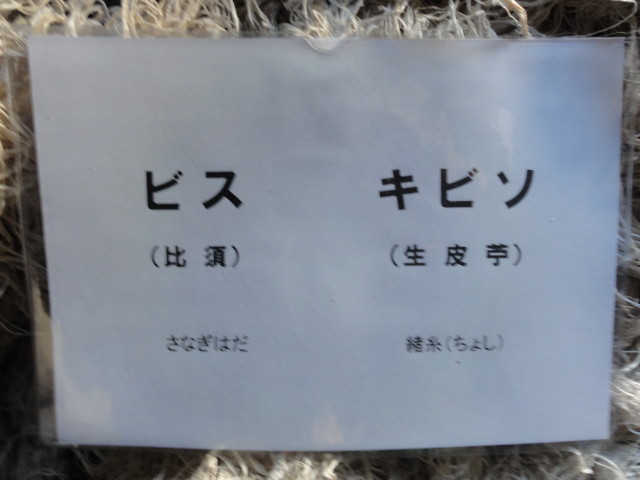 ビス キビソ
（比須） （生皮苧）
さなぎはだ 緒糸（ちょし）